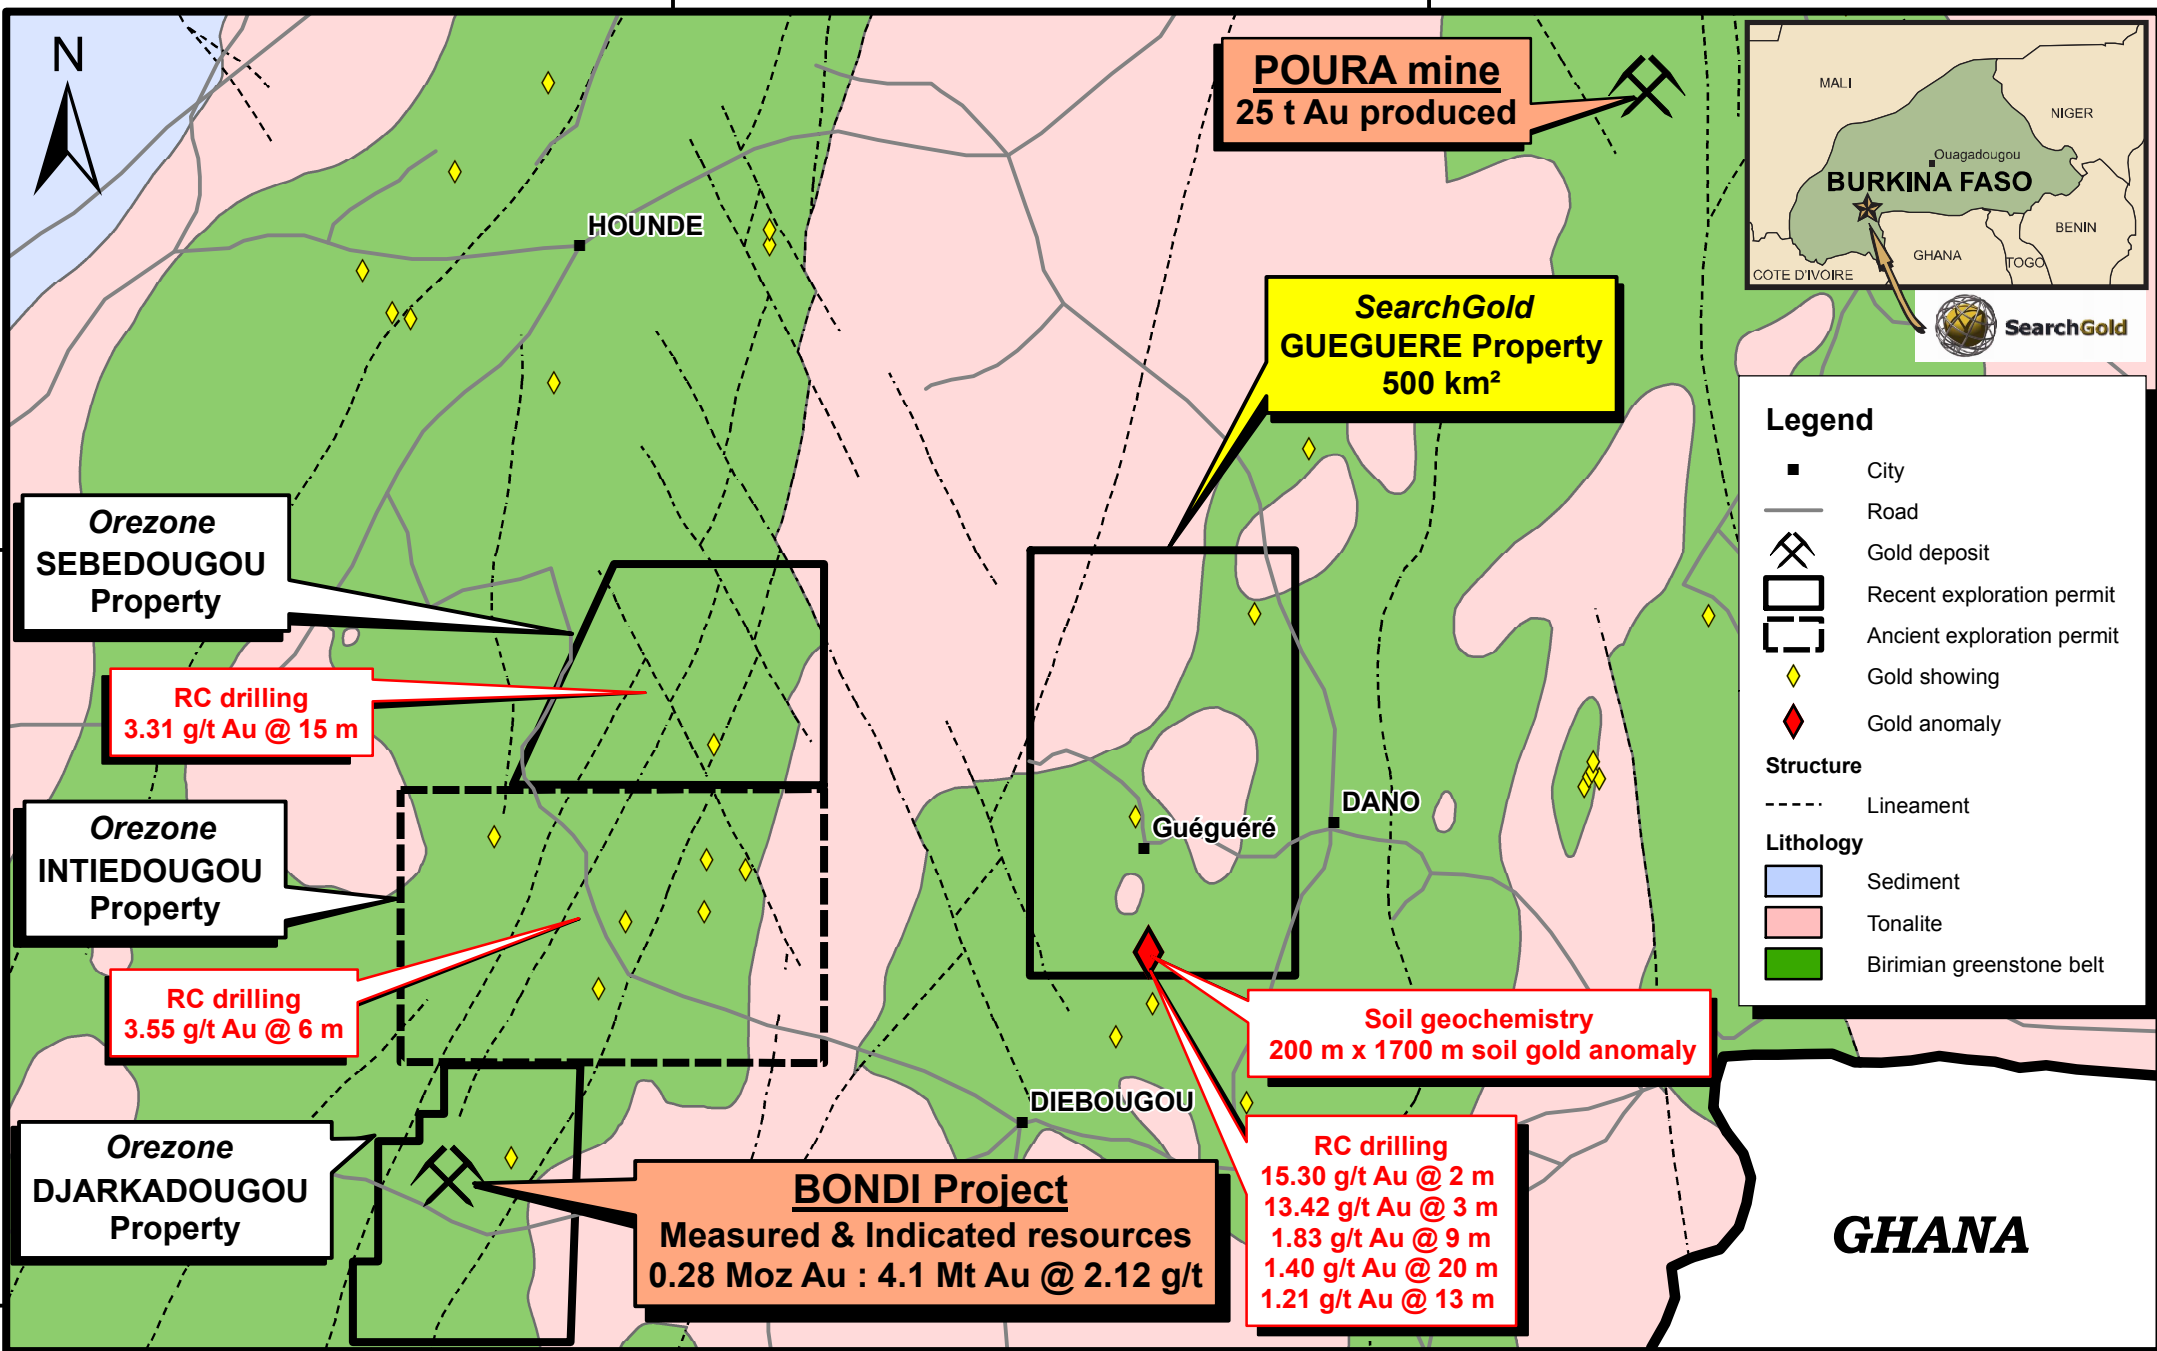 N
POURA mine
25 t Au produced
MALI
NIGER
Ouagadougou
BURKINA FASO
BENIN
GHANA
TOGO
COTE D'IVOIRE
SearchGold
HOUNDE
SearchGold
GUEGUERE Property
500 km²
Legend
City
Road
Gold deposit
Recent exploration permit
Ancient exploration permit
Gold showing
Gold anomaly
Structure
Lineament
Lithology
Sediment
Tonalite
Birimian greenstone belt
Orezone
SEBEDOUGOU
Property
RC drilling
3.31 g/t Au @ 15 m
Orezone
INTIEDOUGOU
Property
RC drilling
3.55 g/t Au @ 6 m
DANO
Guéguéré
Soil geochemistry
200 m x 1700 m soil gold anomaly
DIEBOUGOU
RC drilling
15.30 g/t Au @ 2 m
13.42 g/t Au @ 3 m
1.83 g/t Au @ 9 m
1.40 g/t Au @ 20 m
1.21 g/t Au @ 13 m
Orezone
DJARKADOUGOU
Property
BONDI Project
Measured & Indicated resources
0.28 Moz Au : 4.1 Mt Au @ 2.12 g/t
GHANA